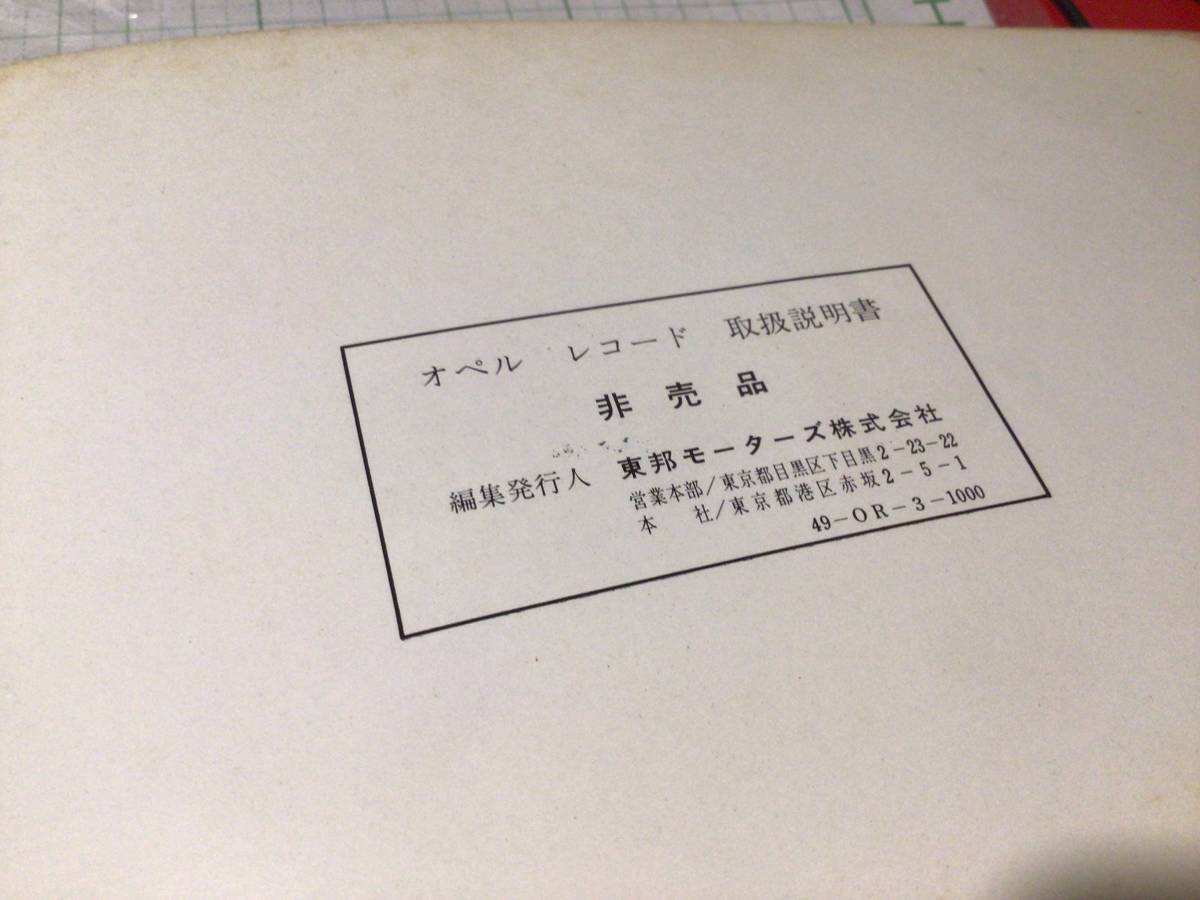 オペル　レコード　取扱説明書
非売品
編集発行人　東邦モーターズ株式会社
営業本部/東京都目黒区下目黒2-23-22
本　社/東京都港区赤坂2-5-1
49-OR-3-1000